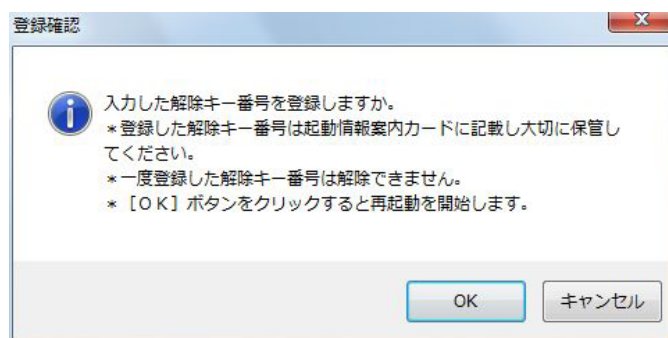 登録確認
入力した解除キー番号を登録しますか。
＊登録した解除キー番号は起動情報案内カードに記載し大切に保管し
てください。
＊一度登録した解除キー番号は解除できません。
＊［ＯＫ］ボタンをクリックすると再起動を開始します。
OK
キャンセル